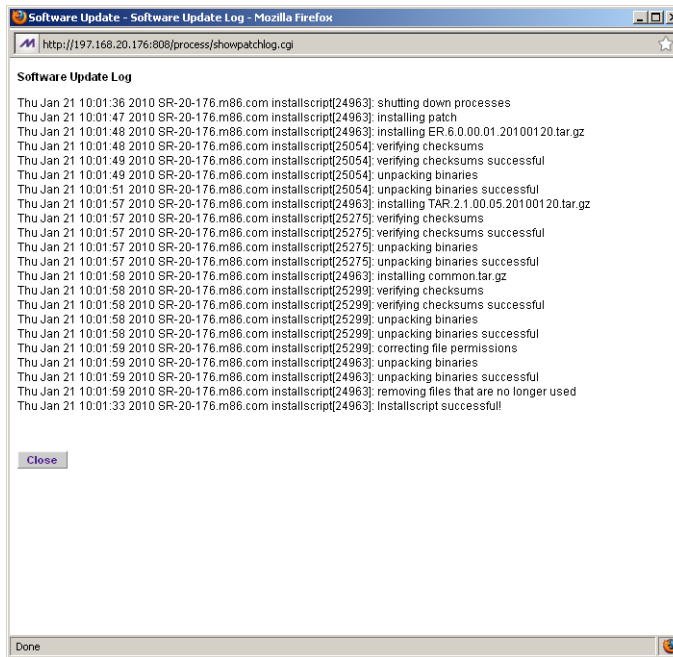 Software Update - Software Update Log - Mozilla Firefox
http://197.168.20.176:808/process/showpatchlog.cgi
Software Update Log
Thu Jan 21 10:01:36 2010 SR-20-176.m86.com installscript[24963]: shutting down processes
Thu Jan 21 10:01:47 2010 SR-20-176.m86.com installscript[24963]: installing patch
Thu Jan 21 10:01:48 2010 SR-20-176.m86.com installscript[24963]: installing ER.6.0.00.01.20100120.tar.gz
Thu Jan 21 10:01:48 2010 SR-20-176.m86.com installscript[25054]: verifying checksums
Thu Jan 21 10:01:49 2010 SR-20-176.m86.com installscript[25054]: verifying checksums successful
Thu Jan 21 10:01:49 2010 SR-20-176.m86.com installscript[25054]: unpacking binaries
Thu Jan 21 10:01:51 2010 SR-20-176.m86.com installscript[25054]: unpacking binaries successful
Thu Jan 21 10:01:57 2010 SR-20-176.m86.com installscript[24963]: installing TAR.2.1.00.05.20100120.tar.gz
Thu Jan 21 10:01:57 2010 SR-20-176.m86.com installscript[25275]: verifying checksums
Thu Jan 21 10:01:57 2010 SR-20-176.m86.com installscript[25275]: verifying checksums successful
Thu Jan 21 10:01:57 2010 SR-20-176.m86.com installscript[25275]: unpacking binaries
Thu Jan 21 10:01:57 2010 SR-20-176.m86.com installscript[25275]: unpacking binaries successful
Thu Jan 21 10:01:58 2010 SR-20-176.m86.com installscript[24963]: installing common.tar.gz
Thu Jan 21 10:01:58 2010 SR-20-176.m86.com installscript[25299]: verifying checksums
Thu Jan 21 10:01:58 2010 SR-20-176.m86.com installscript[25299]: verifying checksums successful
Thu Jan 21 10:01:58 2010 SR-20-176.m86.com installscript[25299]: unpacking binaries
Thu Jan 21 10:01:58 2010 SR-20-176.m86.com installscript[25299]: unpacking binaries successful
Thu Jan 21 10:01:59 2010 SR-20-176.m86.com installscript[25299]: correcting file permissions
Thu Jan 21 10:01:59 2010 SR-20-176.m86.com installscript[24963]: unpacking binaries
Thu Jan 21 10:01:59 2010 SR-20-176.m86.com installscript[24963]: unpacking binaries successful
Thu Jan 21 10:01:59 2010 SR-20-176.m86.com installscript[24963]: removing files that are no longer used
Thu Jan 21 10:01:33 2010 SR-20-176.m86.com installscript[24963]: Installscript successful!
Close
Done